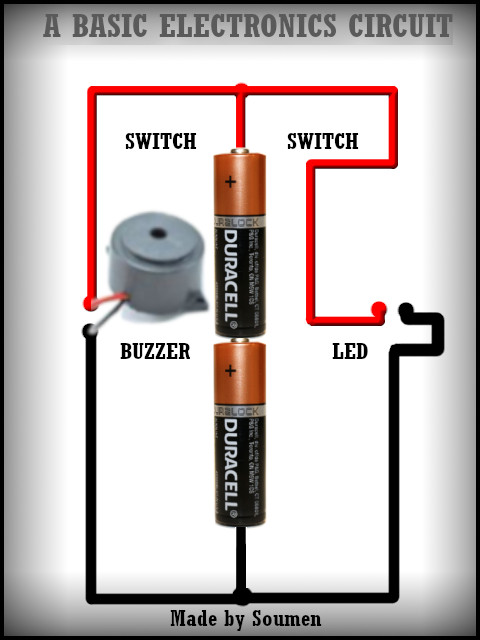 A BASIC ELECTRONICS CIRCUIT
SWITCH
SWITCH
+
DURACELL
BUZZER
LED
+
DURACELL
Made by Soumen